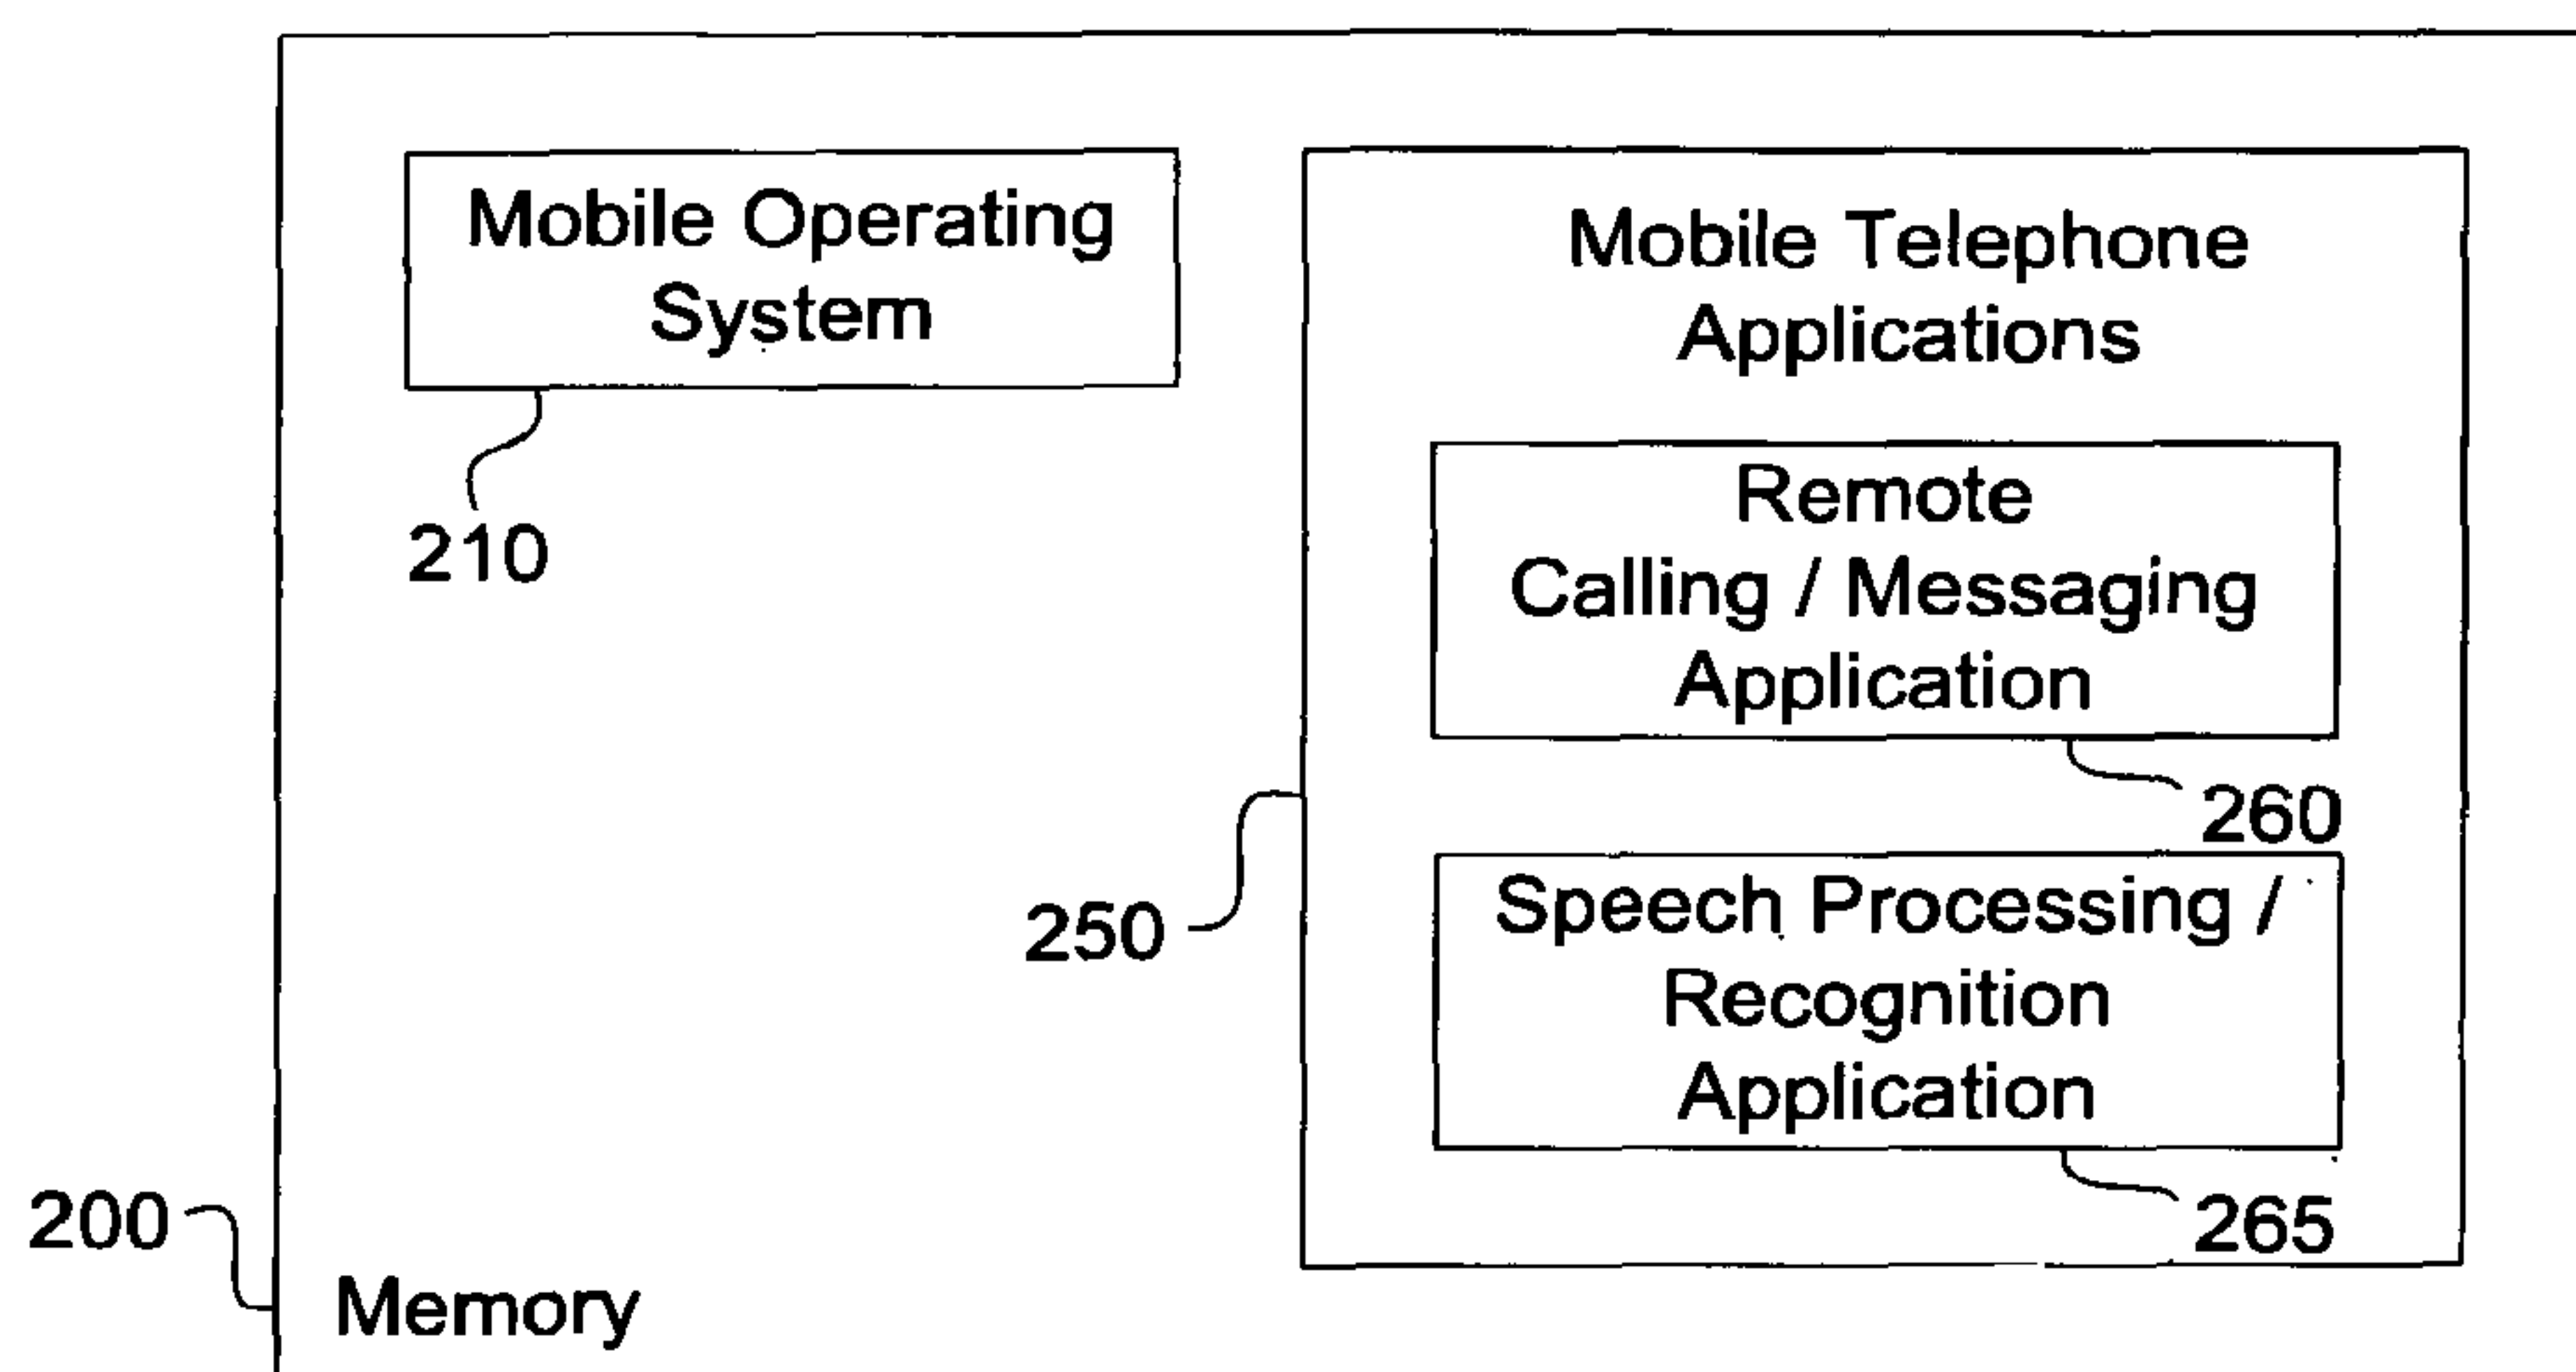 Mobile Operating
System
210
Mobile Telephone
Applications
Remote
Calling / Messaging
Application
260
250
Speech Processing /
Recognition
Application
265
200
Memory